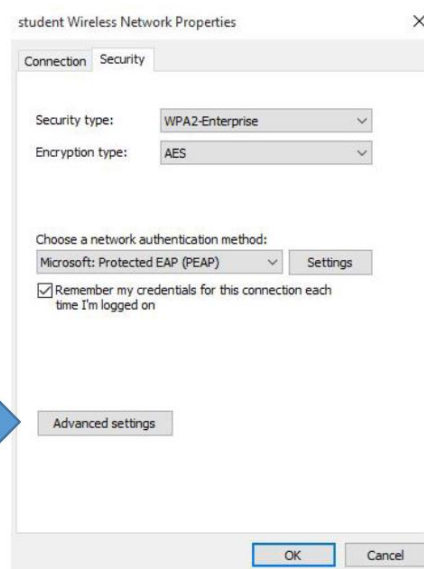 student Wireless Network Properties
Connection Security
Security type: WPA2-Enterprise
Encryption type: AES
Choose a network authentication method:
Microsoft: Protected EAP (PEAP) Settings
Remember my credentials for this connection each
time I'm logged on
Advanced settings
OK Cancel